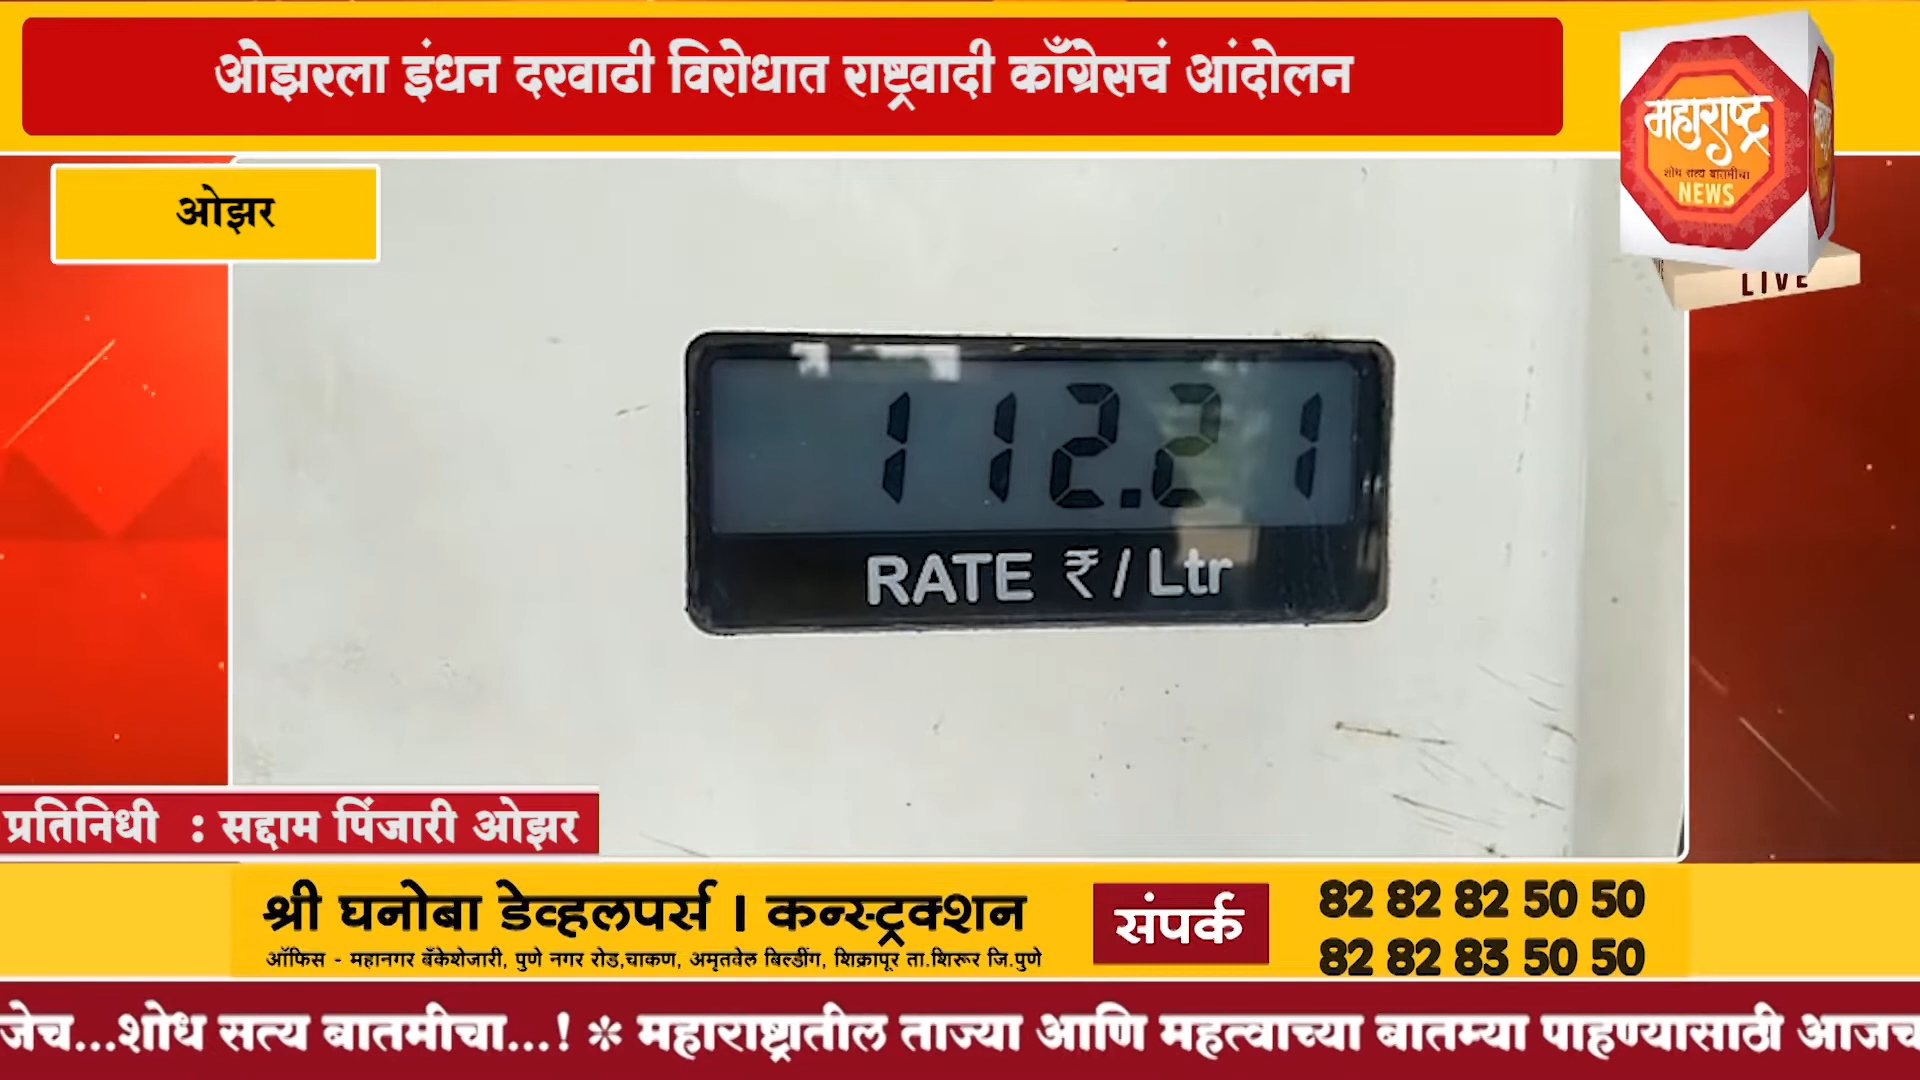 ओझरला इंधन दरवाढी विरोधात राष्ट्रवादी काँग्रेसचं आंदोलन
महाराष्ट्र
शोध सत्य बातमीचा
NEWS
LIVE
ओझर
112.21
RATE ₹/Ltr
प्रतिनिधी : सद्दाम पिंजारी ओझर
श्री घनोबा डेव्हलपर्स । कन्स्ट्रक्शन
ऑफिस - महानगर बँकेशेजारी, पुणे नगर रोड,चाकण, अमृतवेल बिल्डींग, शिक्रापूर ता.शिरूर जि.पुणे
संपर्क
82 82 82 50 50
82 82 83 50 50
जेच...शोध सत्य बातमीचा...! * महाराष्ट्रातील ताज्या आणि महत्वाच्या बातम्या पाहण्यासाठी आजच